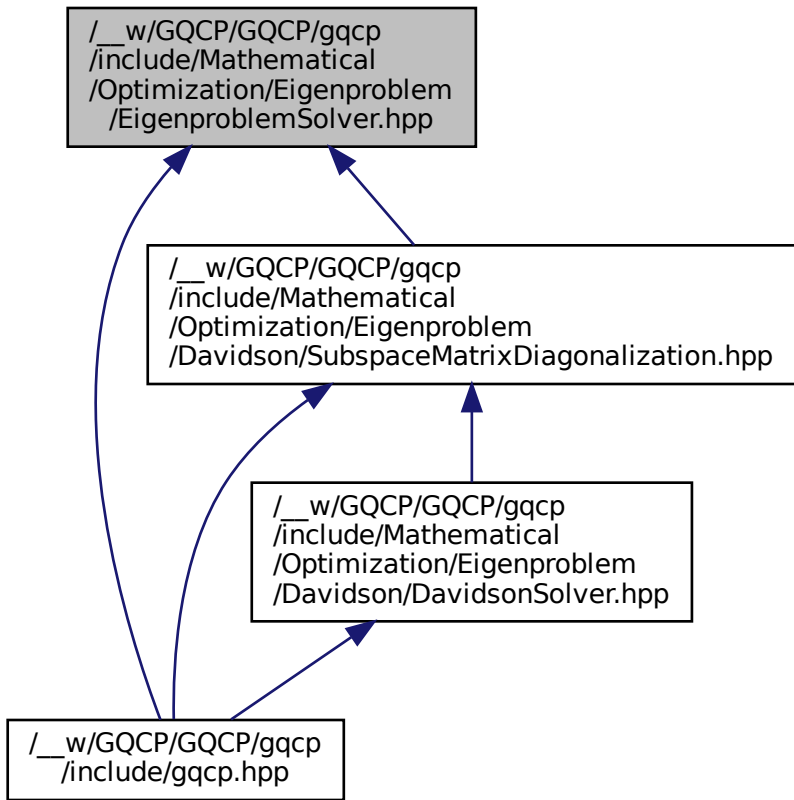 /__w/GQCP/GQCP/gqcp
/include/Mathematical
/Optimization/Eigenproblem
/EigenproblemSolver.hpp
/__w/GQCP/GQCP/gqcp
/include/Mathematical
/Optimization/Eigenproblem
/Davidson/SubspaceMatrixDiagonalization.hpp
/__w/GQCP/GQCP/gqcp
/include/Mathematical
/Optimization/Eigenproblem
/Davidson/DavidsonSolver.hpp
/__w/GQCP/GQCP/gqcp
/include/gqcp.hpp